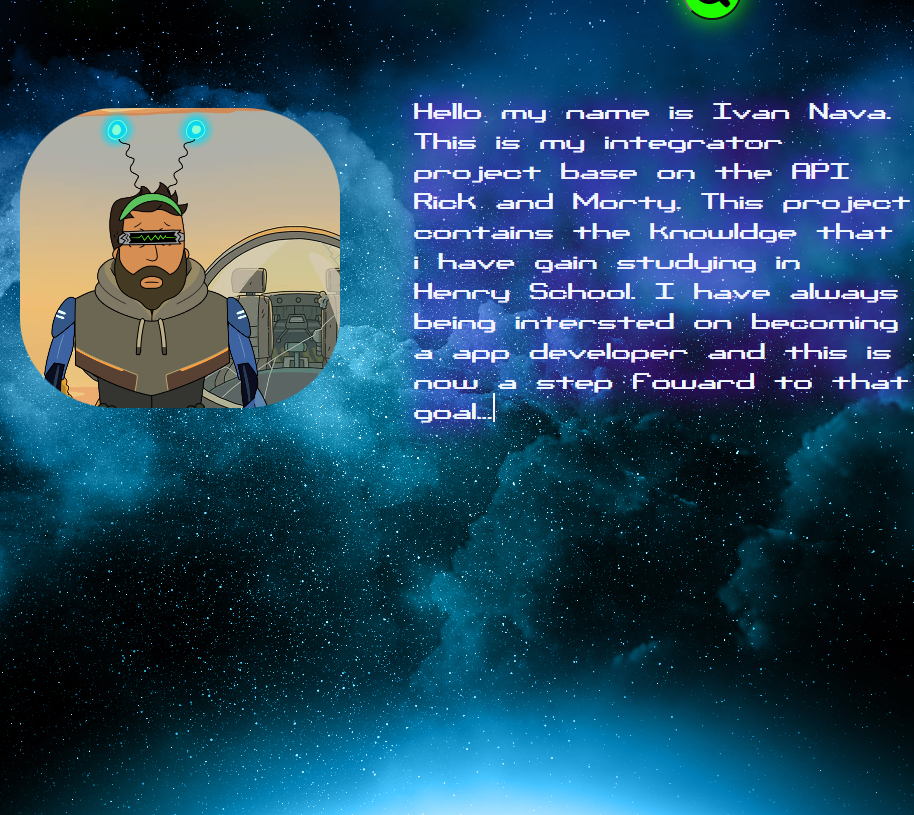 Hello my name is Ivan Nava.
This is my integrator
project base on the API
Rick and Morty. This project
contains the knowldge that
i have gain studying in
Henry School. I have always
being intersted on becoming
a app developer and this is
now a step foward to that
goal...